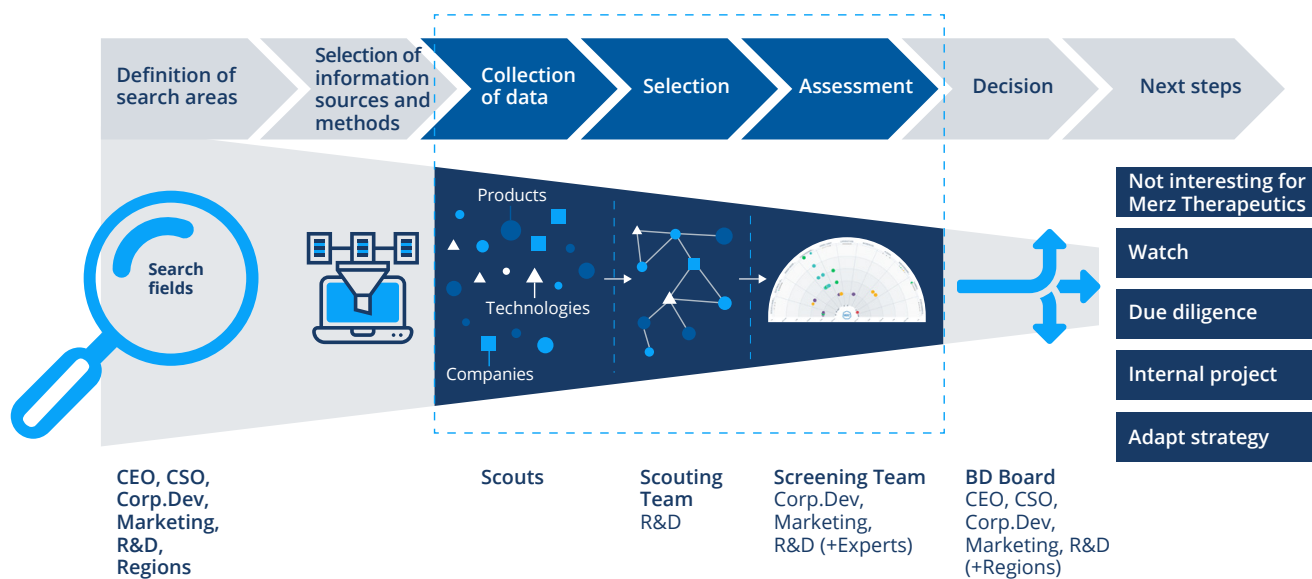 Definition of
search areas
Selection of
information
sources and
methods
Collection
of data
Selection
Assessment
Decision
Next steps
Search
fields
Products
Technologies
Companies
Not interesting for
Merz Therapeutics
Watch
Due diligence
Internal project
Adapt strategy
CEO, CSO,
Corp.Dev,
Marketing,
R&D,
Regions
Scouts
Scouting
Team
R&D
Screening Team
Corp.Dev,
Marketing,
R&D (+Experts)
BD Board
CEO, CSO,
Corp.Dev,
Marketing, R&D
(+Regions)